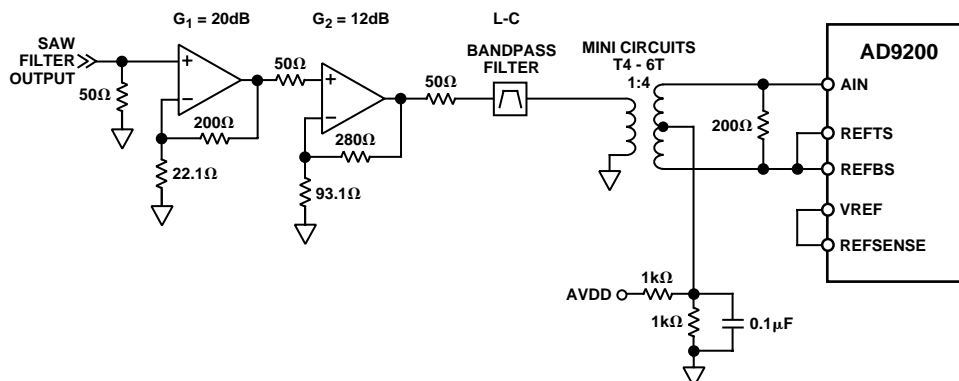 G1 = 20dB
G2 = 12dB
L-C
BANDPASS
FILTER
MINI CIRCUITS
T4 - 6T
1:4
AD9200
SAW
FILTER
OUTPUT
50Ω
50Ω
50Ω
AIN
200Ω
280Ω
200Ω
REFTS
REFBS
22.1Ω
93.1Ω
VREF
REFSENSE
AVDD
1kΩ
1kΩ
0.1µF